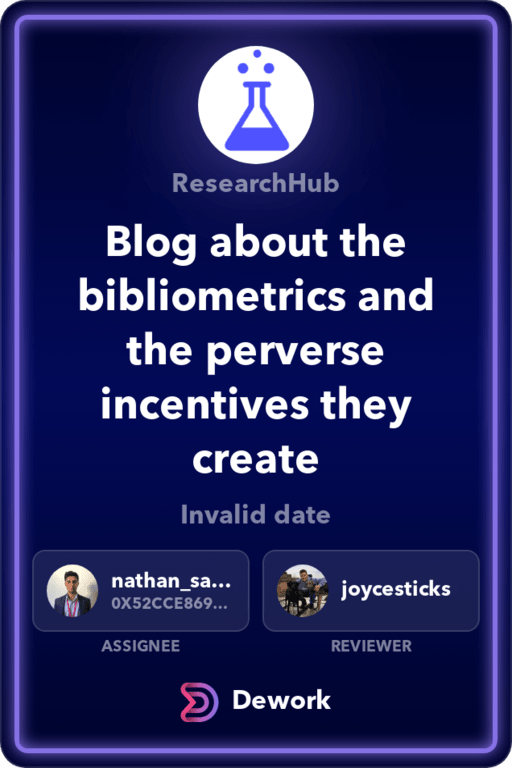 ResearchHub
Blog about the
bibliometrics and
the perverse
incentives they
create
Invalid date
nathan_sa...
0X52CCE869...
joycesticks
ASSIGNEE
REVIEWER
Dework